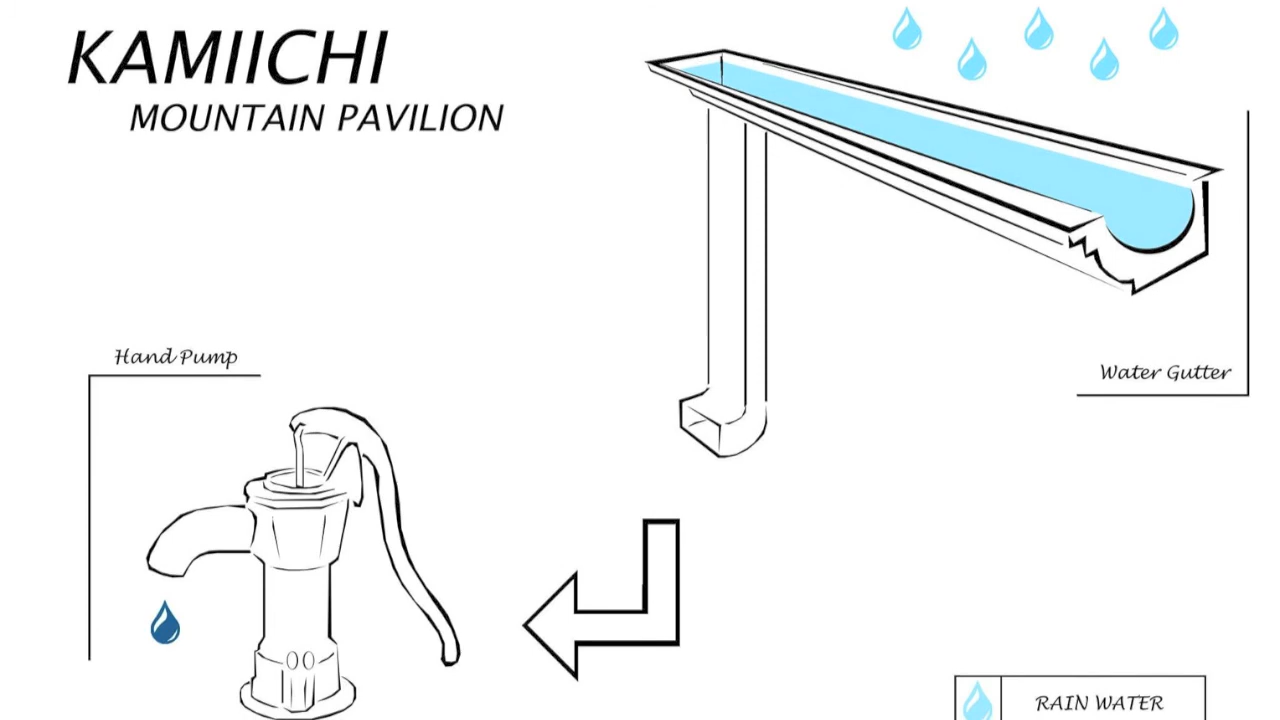 KAMIICHI
MOUNTAIN PAVILION
Hand Pump
Water Gutter
RAIN WATER